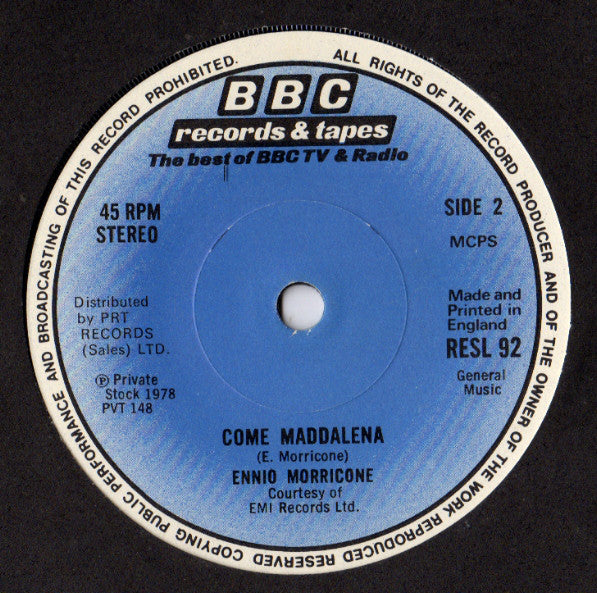 ALL RIGHTS OF THE RECORD PRODUCER AND OF THE OWNER OF THE WORK REPRODUCED RESERVED COPYING PUBLIC PERFORMANCE AND BROADCASTING OF THIS RECORD PROHIBITED.
BBC
records & tapes
The best of BBC TV & Radio
45 RPM
STEREO
SIDE 2
MCPS
Distributed
by PRT
RECORDS
(Sales) LTD.
Made and
Printed in
England
RESL 92
℗ Private
Stock 1978
PVT 148
General
Music
COME MADDALENA
(E. Morricone)
ENNIO MORRICONE
Courtesy of
EMI Records Ltd.